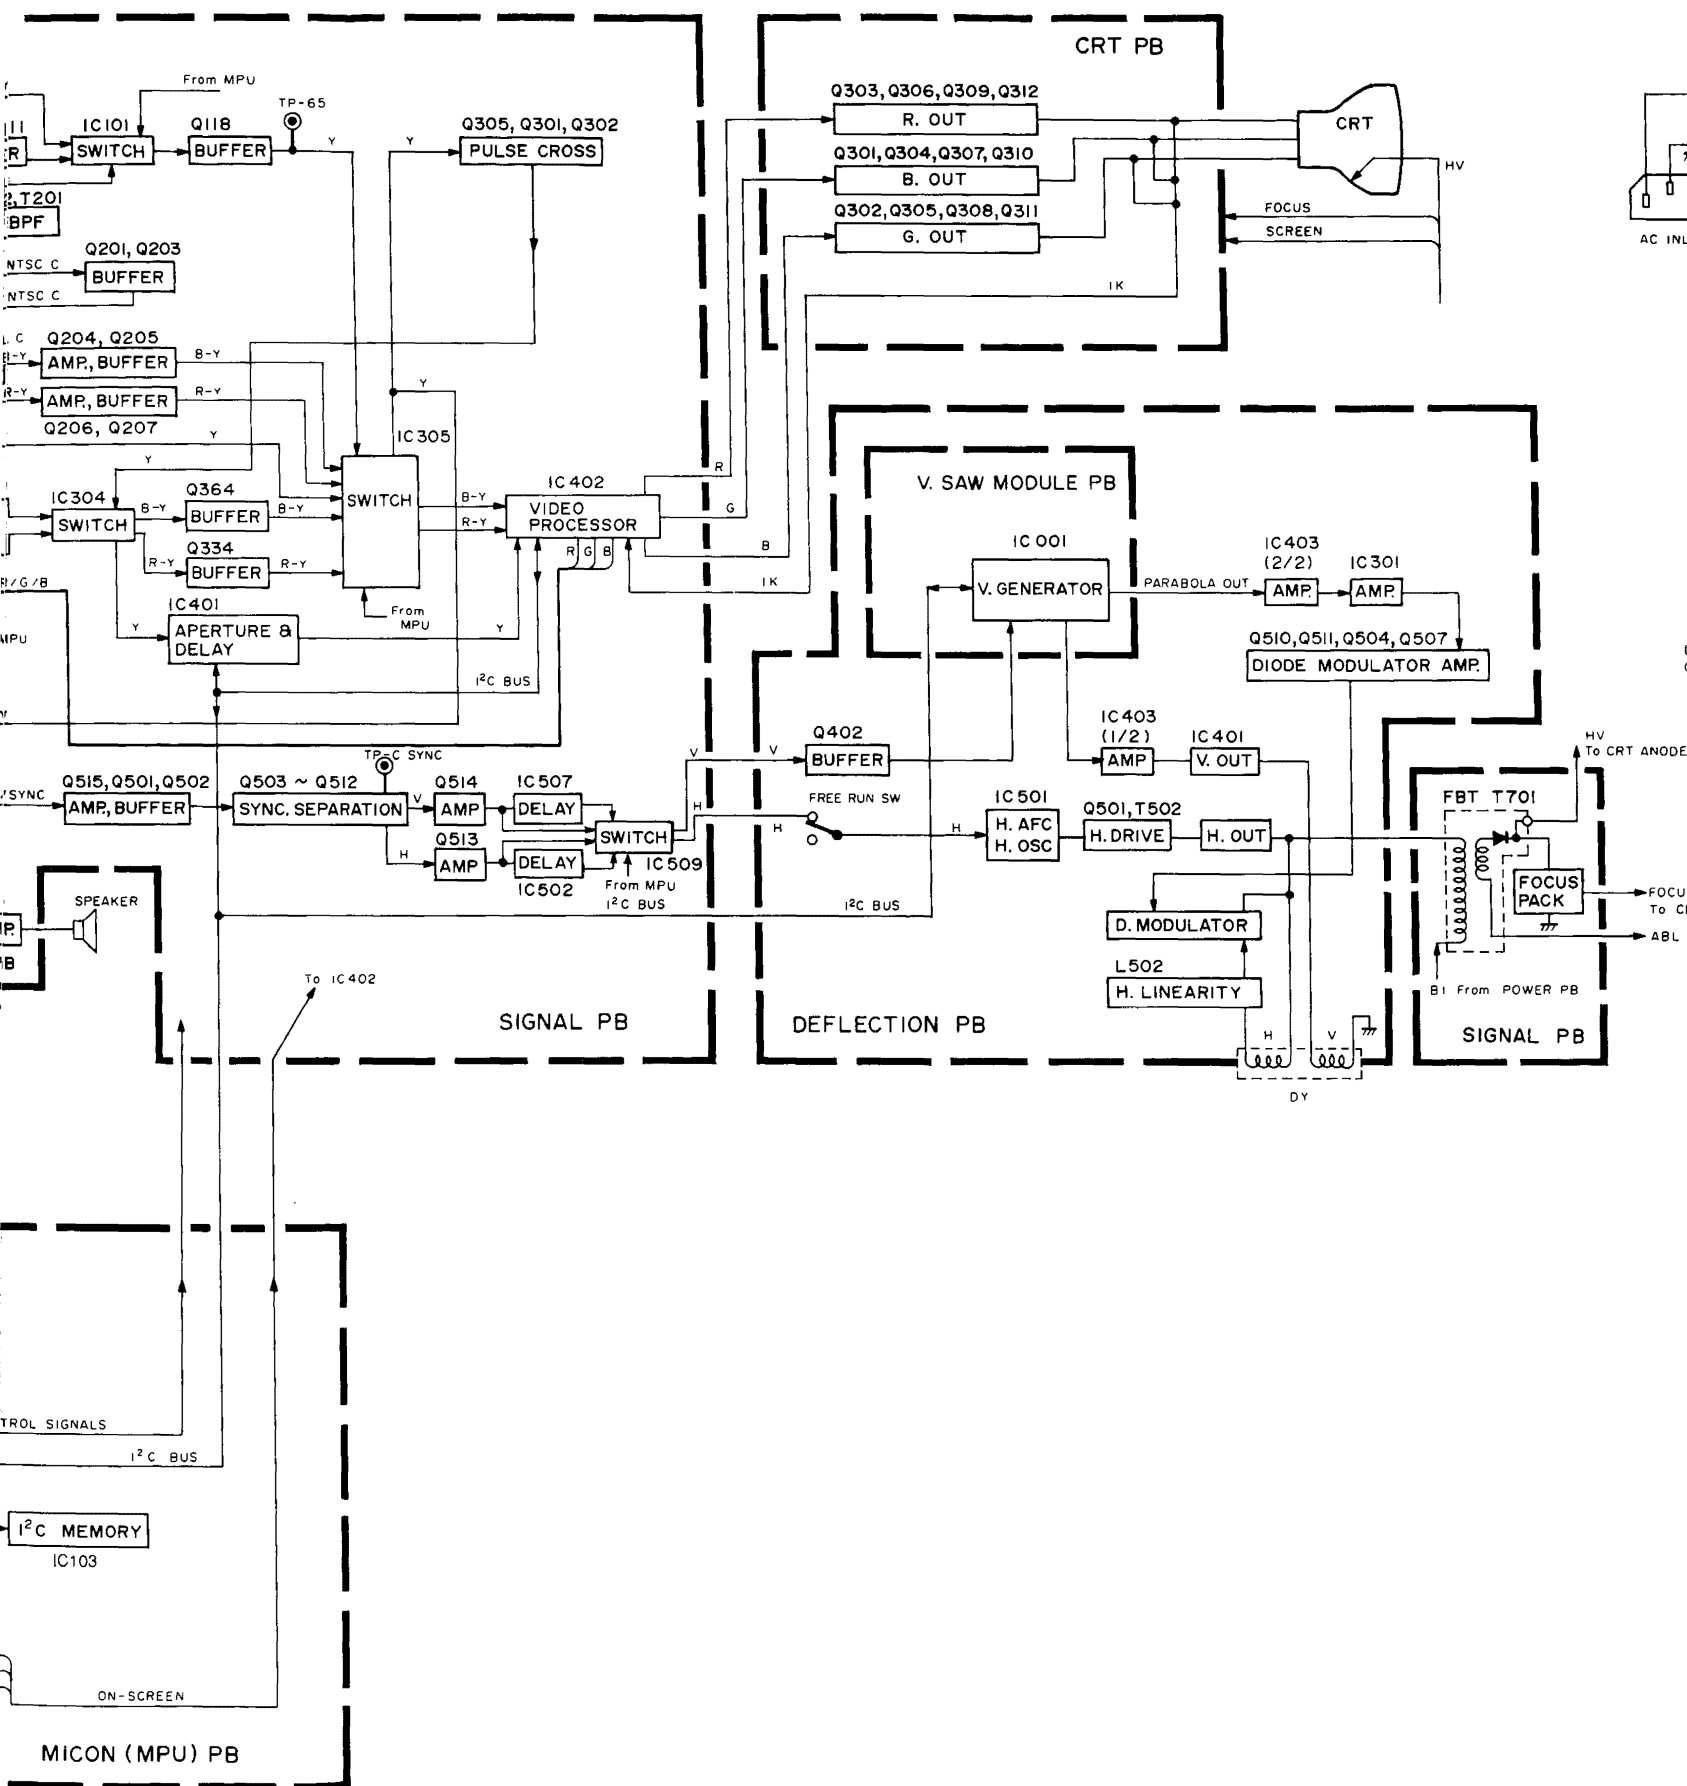 CRT PB
From MPU
TP-65
IC101
SWITCH
Q118
BUFFER
Y
Y
Q305, Q301, Q302
PULSE CROSS
Q303, Q306, Q309, Q312
R. OUT
Q301, Q304, Q307, Q310
B. OUT
Q302, Q305, Q308, Q311
G. OUT
CRT
HV
FOCUS
SCREEN
IK
T201
BPF
Q201, Q203
BUFFER
NTSC C
NTSC C
Q204, Q205
AMP., BUFFER
B-Y
R-Y
AMP., BUFFER
R-Y
Q206, Q207
Y
Y
Y
IC305
SWITCH
IC304
SWITCH
B-Y
Q364
BUFFER
B-Y
R-Y
Q334
BUFFER
R-Y
B-Y
R-Y
IC402
VIDEO
PROCESSOR
R G B
R
G
B
IK
R/G/B
From
MPU
IC401
APERTURE &
DELAY
Y
Y
I²C BUS
V. SAW MODULE PB
IC001
V. GENERATOR
PARABOLA OUT
IC403
(2/2)
AMP.
IC301
AMP.
Q510, Q511, Q504, Q507
DIODE MODULATOR AMP.
IC403
(1/2)
AMP
IC401
V. OUT
Q402
BUFFER
V
V
H
H
FREE RUN SW
H
IC501
H. AFC
H. OSC
Q501, T502
H. DRIVE
H. OUT
TP-C SYNC
Q515, Q501, Q502
AMP., BUFFER
Q503 ~ Q512
SYNC. SEPARATION
V
H
Q514
AMP
Q513
AMP
IC507
DELAY
DELAY
IC502
SWITCH
IC509
From MPU
I²C BUS
I²C BUS
D. MODULATOR
L502
H. LINEARITY
H
V
DY
DEFLECTION PB
HV
To CRT ANODE
FBT T701
FOCUS
PACK
ABL
B1 From POWER PB
SIGNAL PB
SPEAKER
To IC402
SIGNAL PB
I²C BUS
I²C MEMORY
IC103
ON-SCREEN
MICON (MPU) PB